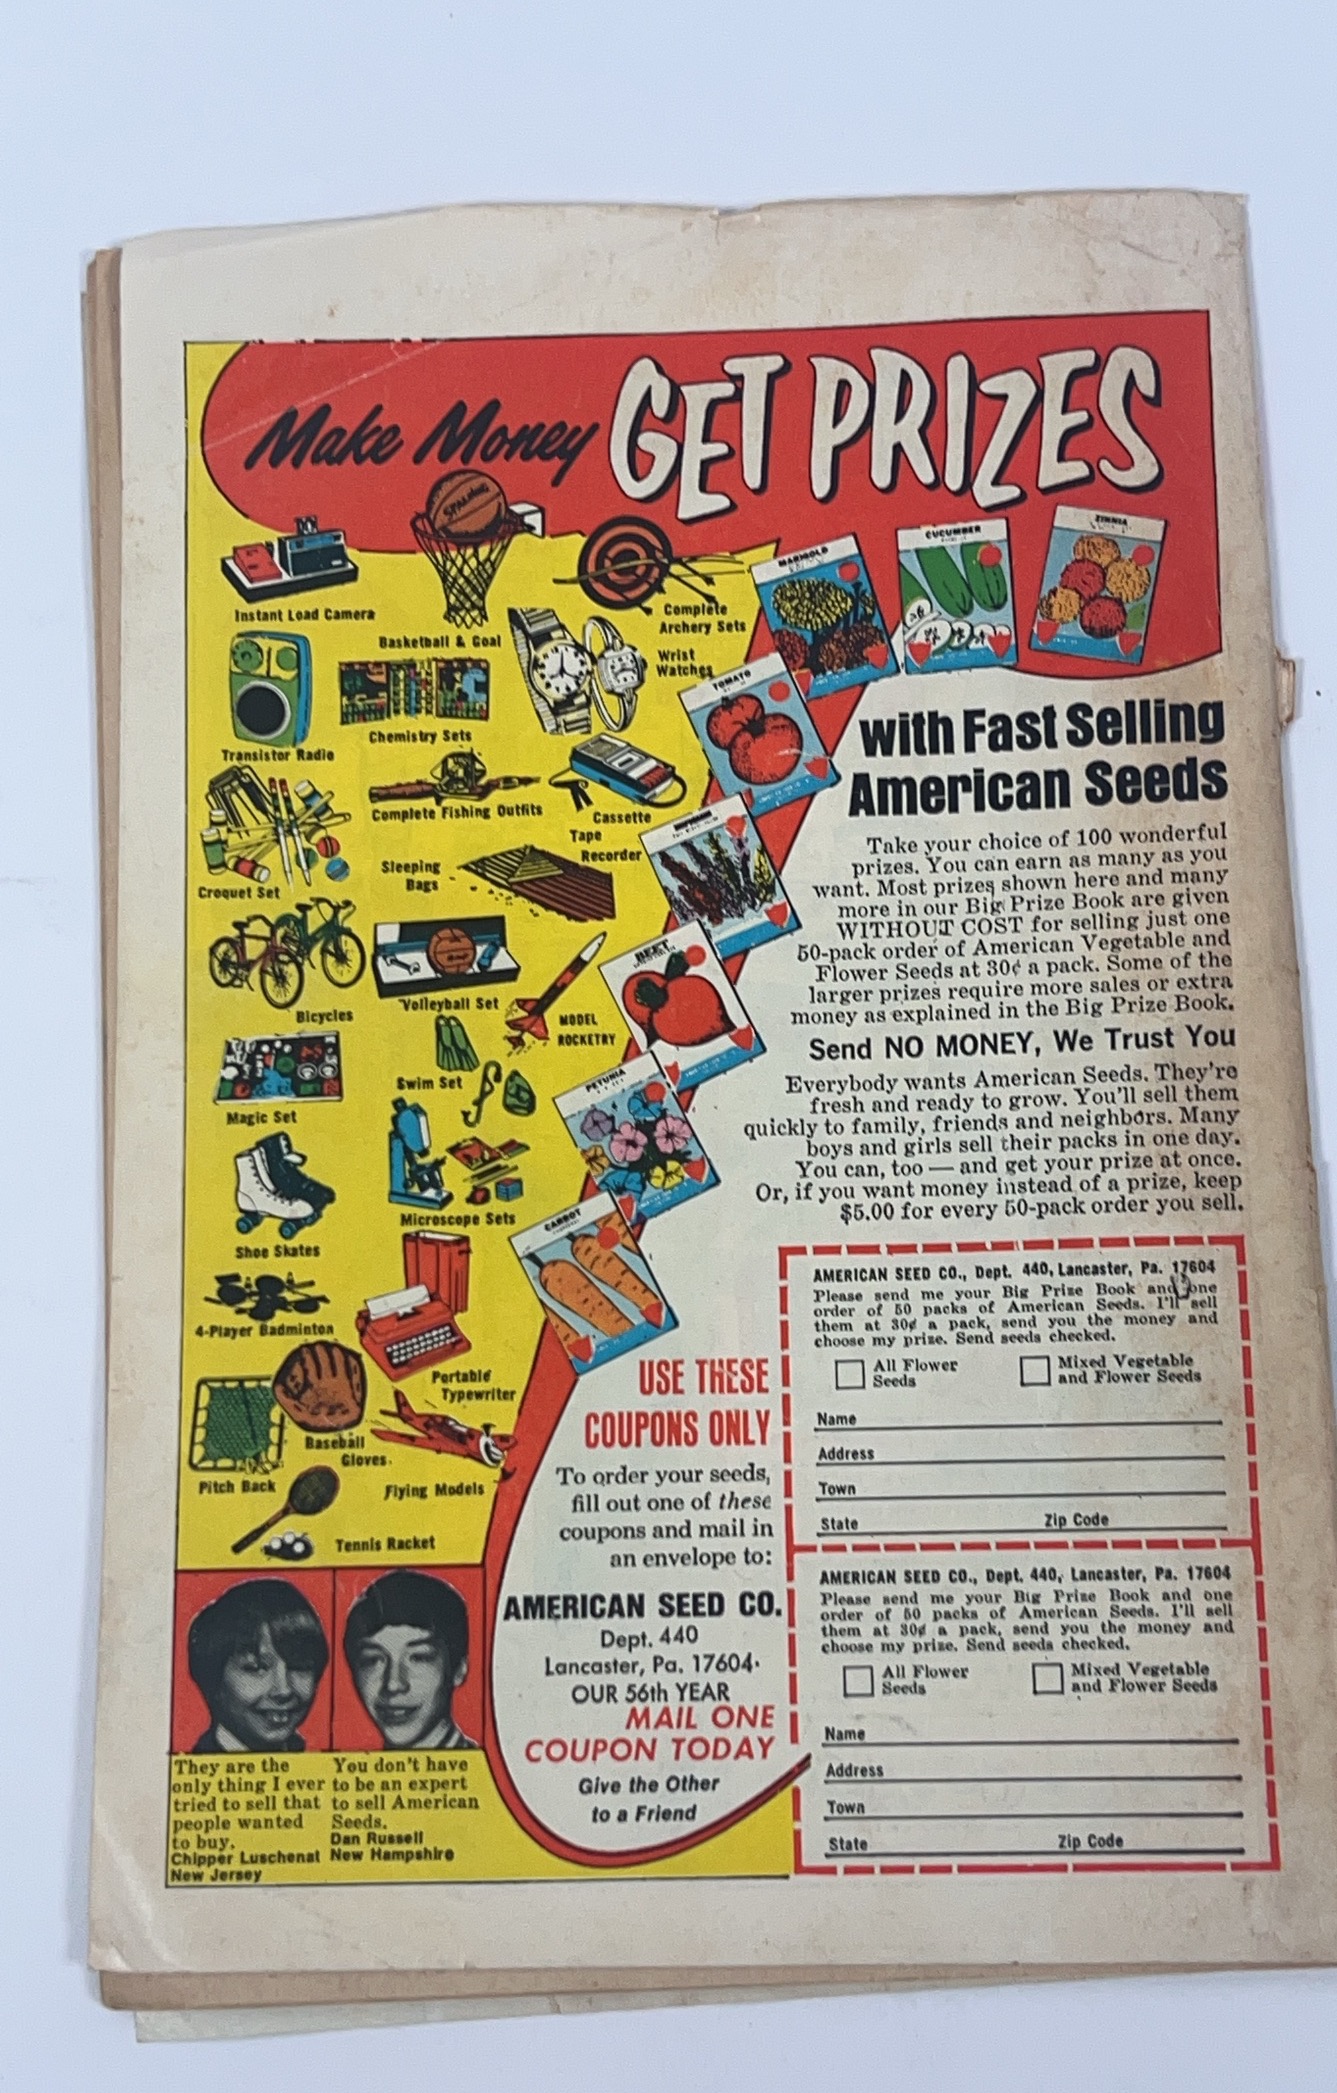 Make Money GET PRIZES
SPALDING
Instant Load Camera
Basketball & Goal
Complete
Archery Sets
Wrist
Watches
Transistor Radio
Chemistry Sets
Complete Fishing Outfits
Cassette
Tape
Recorder
Croquet Set
Sleeping
Bags
Bicycles
Volleyball Set
MODEL
ROCKETRY
Magic Set
Swim Set
Microscope Sets
Shoe Skates
4-Player Badminton
Portable
Typewriter
Baseball
Gloves
Pitch Back
Flying Models
Tennis Racket
MARIGOLD
CUCUMBER
ZINNIA
TOMATO
BEET
PETUNIA
CARROT
with Fast Selling
American Seeds
Take your choice of 100 wonderful
prizes. You can earn as many as you
want. Most prizes shown here and many
more in our Big Prize Book are given
WITHOUT COST for selling just one
50-pack order of American Vegetable and
Flower Seeds at 30¢ a pack. Some of the
larger prizes require more sales or extra
money as explained in the Big Prize Book.
Send NO MONEY, We Trust You
Everybody wants American Seeds. They're
fresh and ready to grow. You'll sell them
quickly to family, friends and neighbors. Many
boys and girls sell their packs in one day.
You can, too — and get your prize at once.
Or, if you want money instead of a prize, keep
$5.00 for every 50-pack order you sell.
USE THESE
COUPONS ONLY
To order your seeds,
fill out one of these
coupons and mail in
an envelope to:
AMERICAN SEED CO.
Dept. 440
Lancaster, Pa. 17604
OUR 56th YEAR
MAIL ONE
COUPON TODAY
Give the Other
to a Friend
AMERICAN SEED CO., Dept. 440, Lancaster, Pa. 17604
Please send me your Big Prize Book and one
order of 50 packs of American Seeds. I'll sell
them at 30¢ a pack, send you the money and
choose my prize. Send seeds checked.
All Flower
Seeds
Mixed Vegetable
and Flower Seeds
Name
Address
Town
State Zip Code
AMERICAN SEED CO., Dept. 440, Lancaster, Pa. 17604
Please send me your Big Prize Book and one
order of 50 packs of American Seeds. I'll sell
them at 30¢ a pack, send you the money and
choose my prize. Send seeds checked.
All Flower
Seeds
Mixed Vegetable
and Flower Seeds
Name
Address
Town
State Zip Code
They are the
only thing I ever
tried to sell that
people wanted
to buy.
Chipper Luschenat
New Jersey
You don't have
to be an expert
to sell American
Seeds.
Dan Russell
New Hampshire